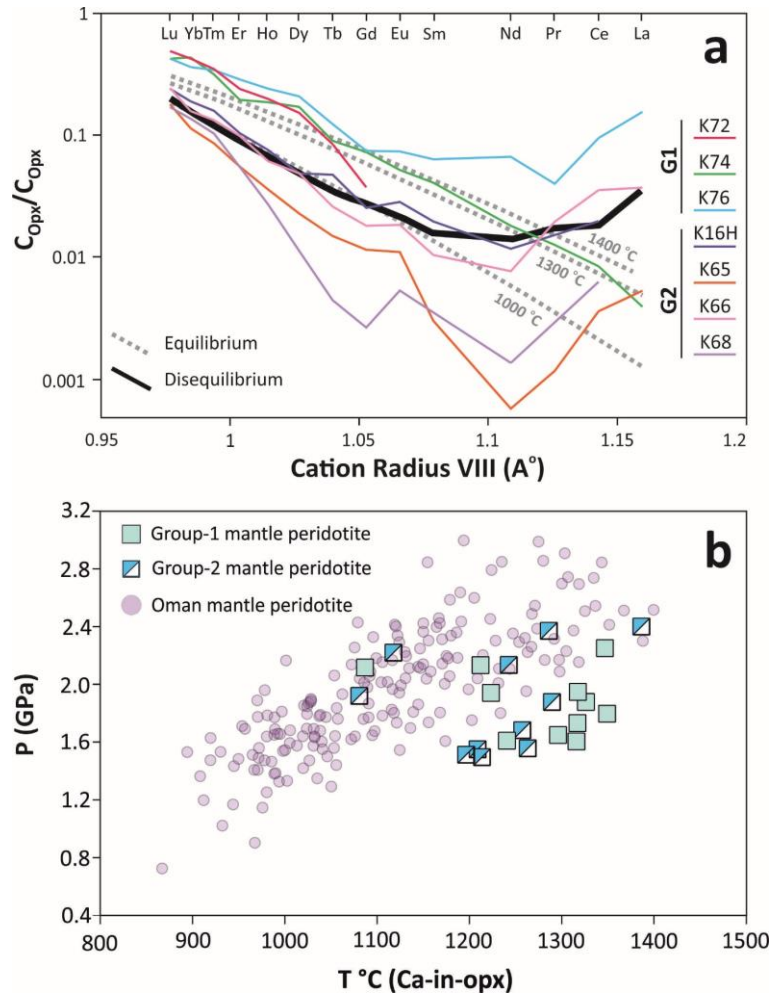 1
Lu YbTm Er Ho Dy Tb Gd Eu Sm Nd Pr Ce La
a
0.1
0.01
0.001
C_Opx/C_Opx
G1
K72
K74
K76
G2
K16H
K65
K66
K68
1400 °C
1300 °C
1000 °C
Equilibrium
Disequilibrium
0.95 1 1.05 1.1 1.15 1.2
Cation Radius VIII (A°)
3.2
2.8
2.4
2.0
1.6
1.2
0.8
0.4
P (GPa)
Group-1 mantle peridotite
Group-2 mantle peridotite
Oman mantle peridotite
b
800 900 1000 1100 1200 1300 1400 1500
T °C (Ca-in-opx)